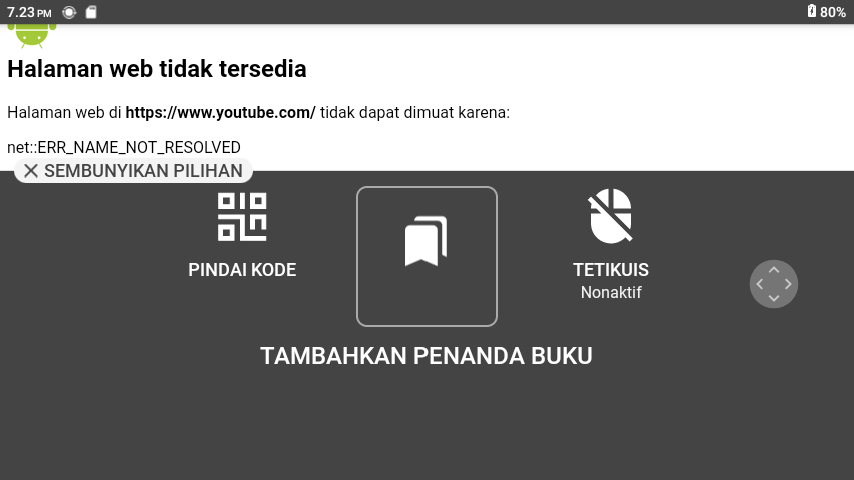 7.23 PM
80%
Halaman web tidak tersedia
Halaman web di https://www.youtube.com/ tidak dapat dimuat karena:
net::ERR_NAME_NOT_RESOLVED
SEMBUNYIKAN PILIHAN
PINDAI KODE
TETIKUIS
Nonaktif
TAMBAHKAN PENANDA BUKU